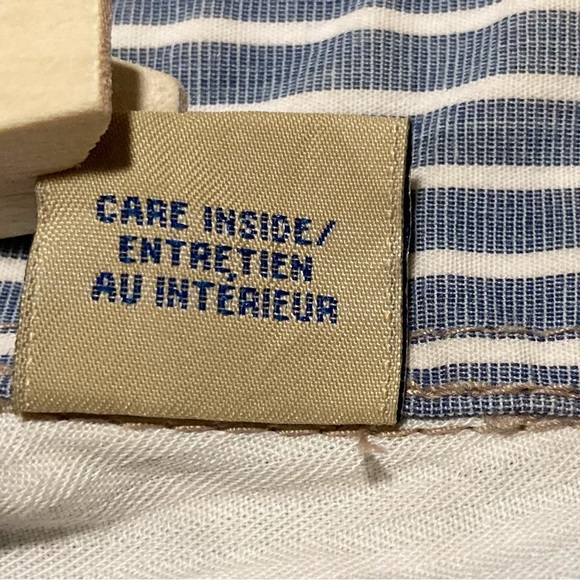 CARE INSIDE/
ENTRETIEN
AU INTÉRIEUR